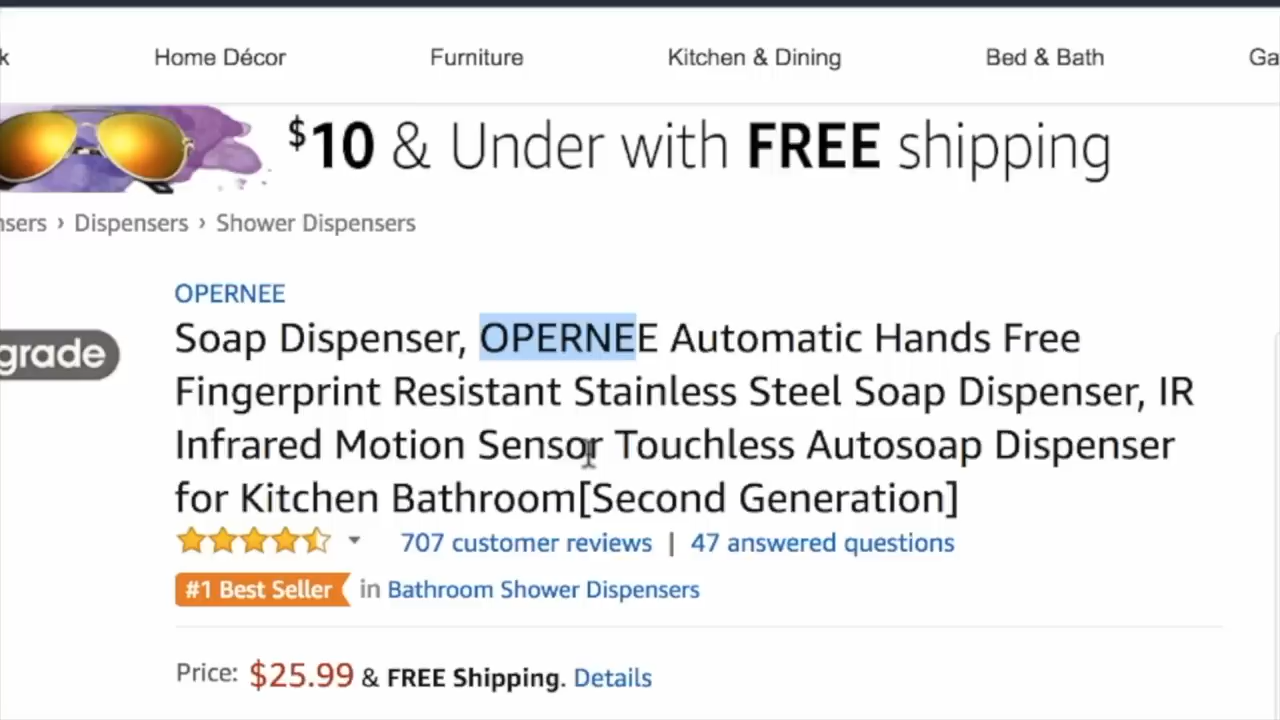 k Home Décor Furniture Kitchen & Dining Bed & Bath Ga
$10 & Under with FREE shipping
nsers › Dispensers › Shower Dispensers
OPERNEE
grade
Soap Dispenser, OPERNEE Automatic Hands Free
Fingerprint Resistant Stainless Steel Soap Dispenser, IR
Infrared Motion Sensor Touchless Autosoap Dispenser
for Kitchen Bathroom[Second Generation]
707 customer reviews | 47 answered questions
#1 Best Seller in Bathroom Shower Dispensers
Price: $25.99 & FREE Shipping. Details